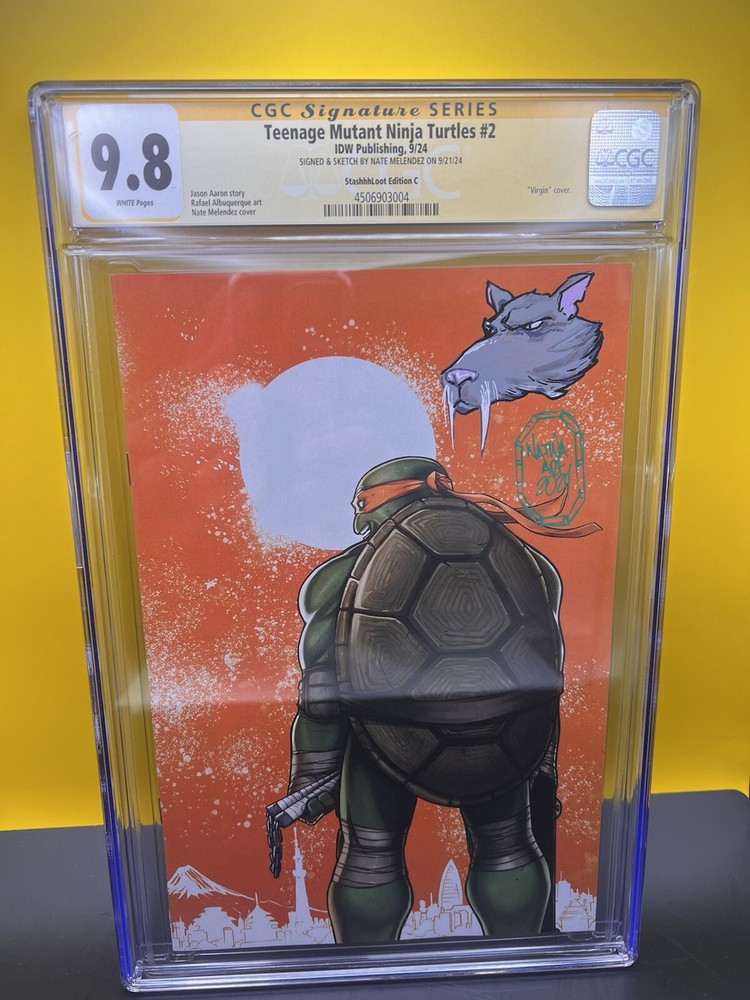 CGC Signature SERIES
Teenage Mutant Ninja Turtles #2
IDW Publishing, 9/24
SIGNED & SKETCH BY NATE MELENDEZ ON 9/21/24
StashhhLoot Edition C
4506903004
9.8
WHITE Pages
Jason Aaron story
Rafael Albuquerque art
Nate Melendez cover
"Virgin" cover.
CGC
2024